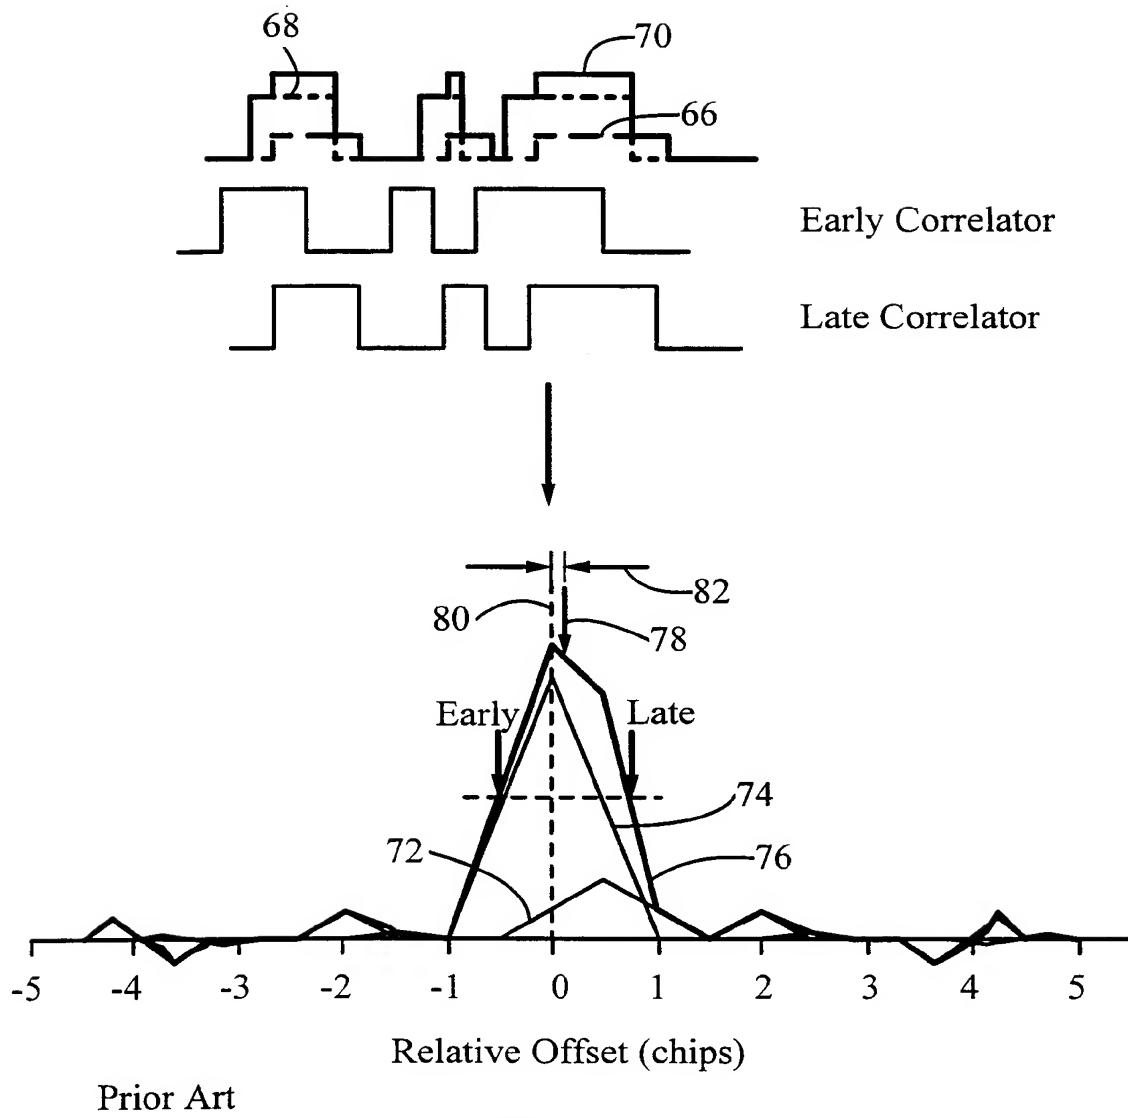 68
70
66
Early Correlator
Late Correlator
82
80
78
Early
Late
74
72
76
-5 -4 -3 -2 -1 0 1 2 3 4 5
Relative Offset (chips)
Prior Art